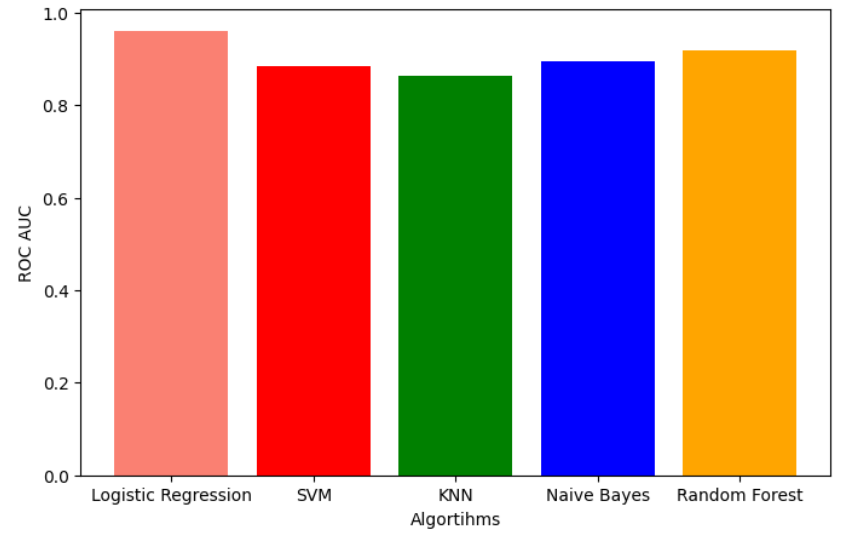 1.0
0.8
0.6
0.4
0.2
0.0
ROC AUC
Logistic Regression SVM KNN Naive Bayes Random Forest
Algortihms